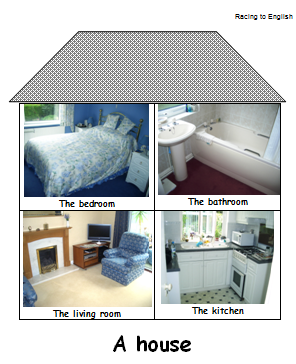 Racing to English
The bedroom
The bathroom
The living room
The kitchen
A house